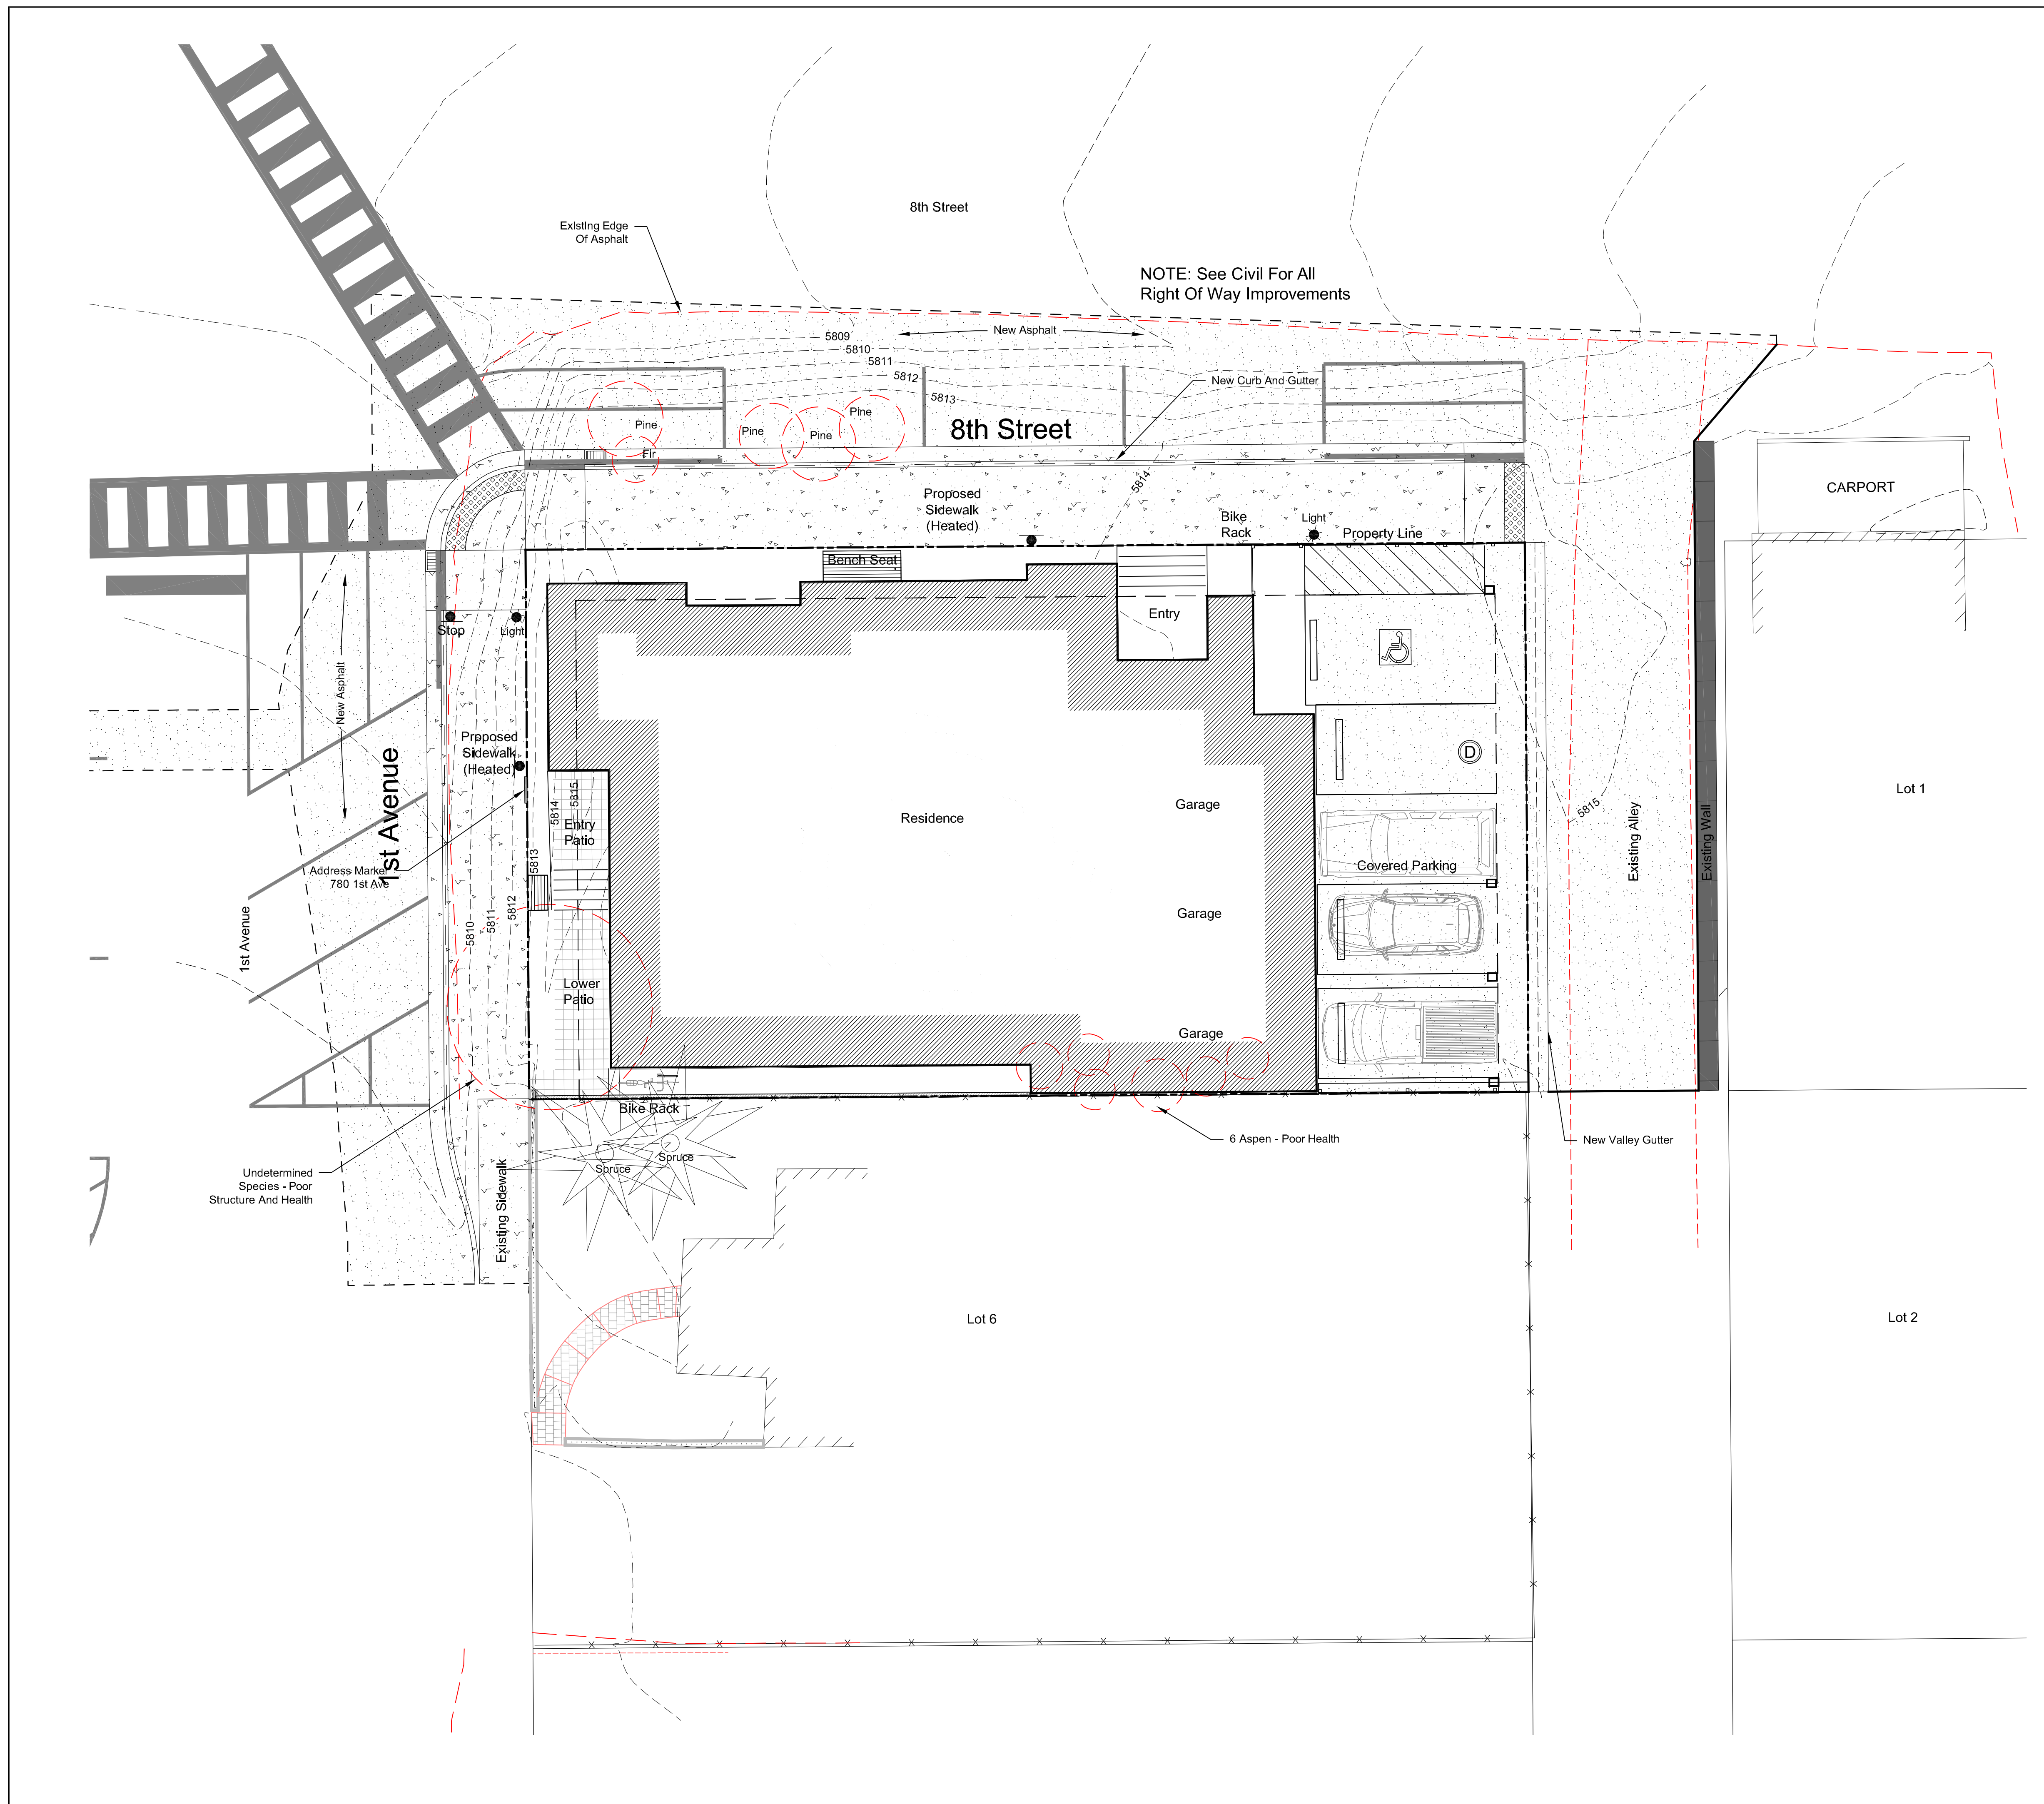 8th Street
Existing Edge
Of Asphalt
NOTE: See Civil For All
Right Of Way Improvements
New Asphalt
5809
5810
5811
5812
5813
New Curb And Gutter
8th Street
Pine
Pine
Pine
Pine
Fir
5814
Proposed
Sidewalk
(Heated)
Bike
Rack
Light
Property Line
CARPORT
Bench Seat
Entry
Stop
Light
New Asphalt
1st Avenue
Proposed
Sidewalk
(Heated)
D
5815
5814
5813
5812
5811
5810
Entry
Patio
Residence
Garage
Covered Parking
Garage
Garage
5815
Existing Alley
Existing Wall
Lot 1
Address Marker
780 1st Ave
1st Avenue
Lower
Patio
Bike Rack
6 Aspen - Poor Health
New Valley Gutter
Spruce
Spruce
Undetermined
Species - Poor
Structure And Health
Existing Sidewalk
Lot 6
Lot 2